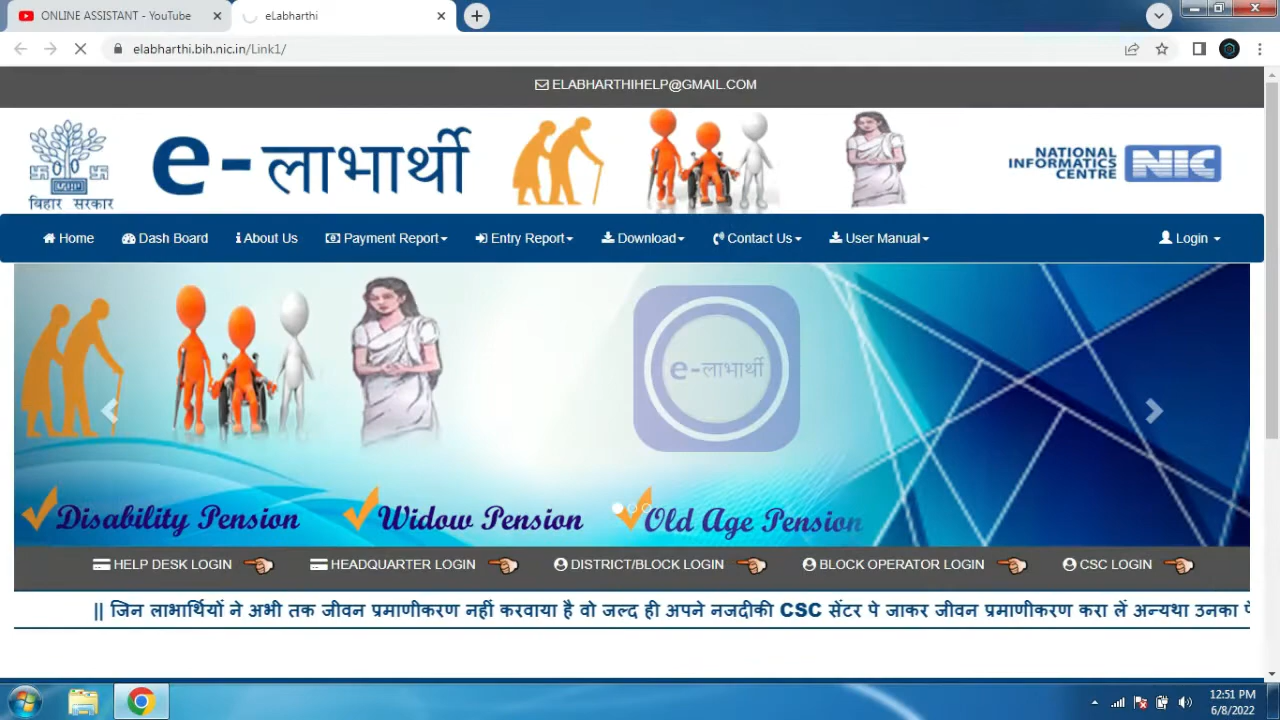 ONLINE ASSISTANT - YouTube
eLabharthi
elabharthi.bih.nic.in/Link1/
ELABHARTHIHELP@GMAIL.COM
बिहार सरकार
e-लाभार्थी
NATIONAL
INFORMATICS
CENTRE
NIC
Home
Dash Board
About Us
Payment Report
Entry Report
Download
Contact Us
User Manual
Login
e-लाभार्थी
Disability Pension
Widow Pension
Old Age Pension
HELP DESK LOGIN
HEADQUARTER LOGIN
DISTRICT/BLOCK LOGIN
BLOCK OPERATOR LOGIN
CSC LOGIN
|| जिन लाभार्थियों ने अभी तक जीवन प्रमाणीकरण नहीं करवाया है वो जल्द ही अपने नजदीकी CSC सेंटर पे जाकर जीवन प्रमाणीकरण करा लें अन्यथा उनका
12:51 PM
6/8/2022